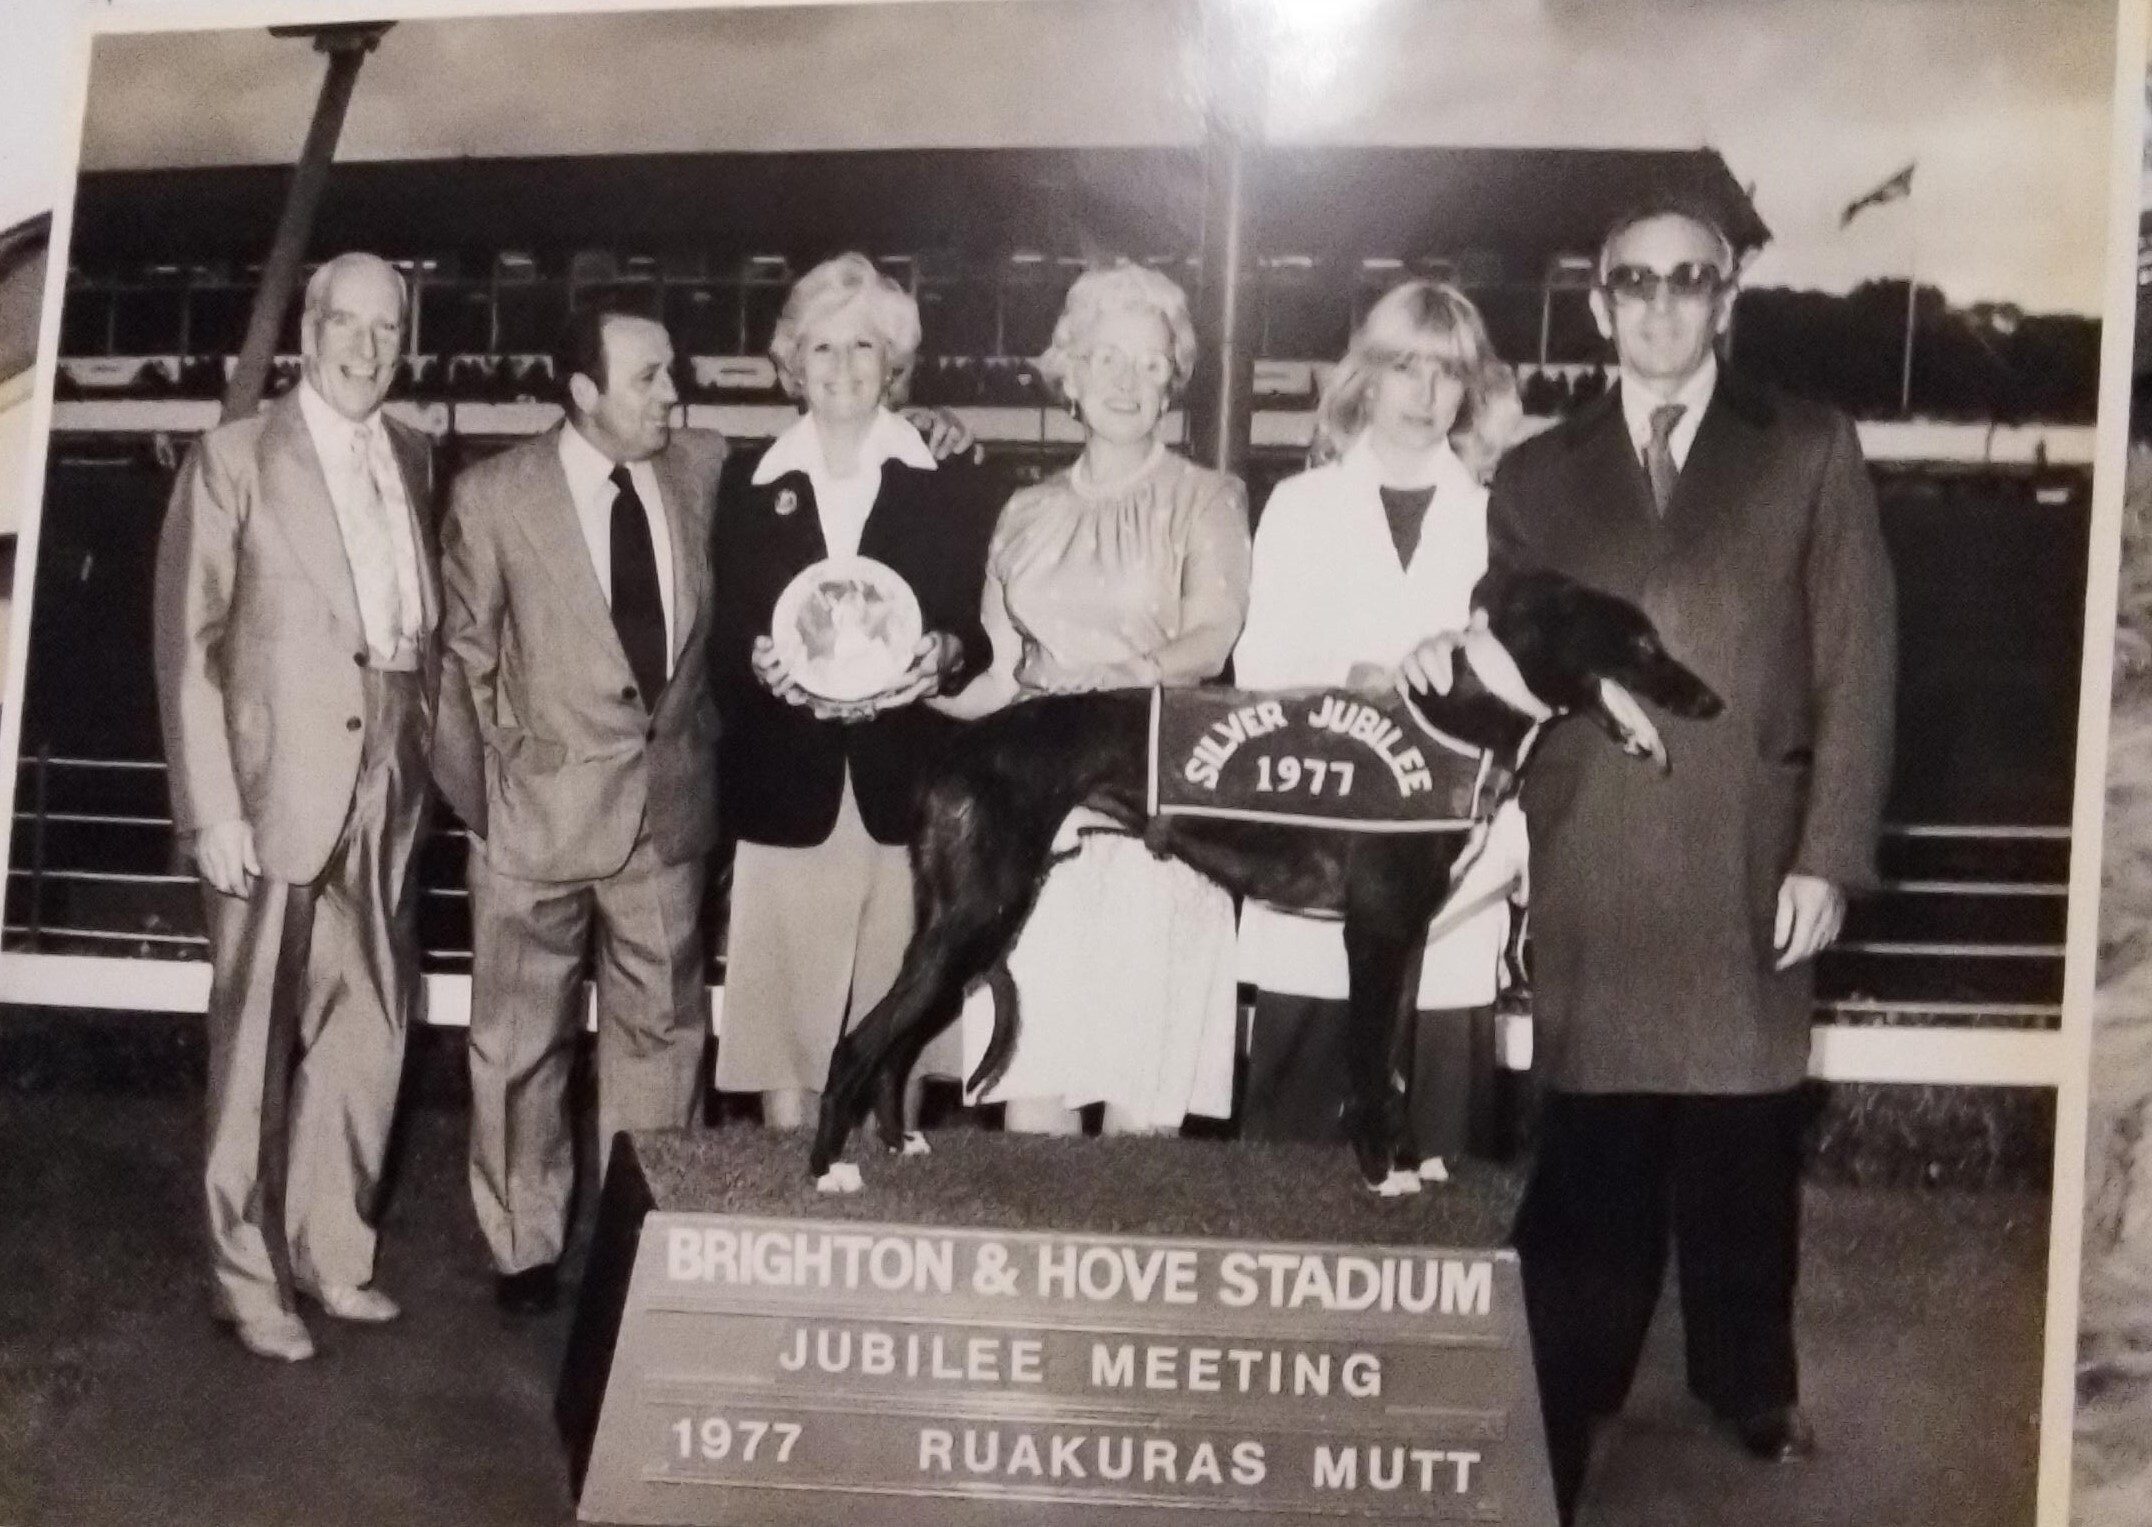 SILVER JUBILEE
1977
BRIGHTON & HOVE STADIUM
JUBILEE MEETING
1977 RUAKURAS MUTT